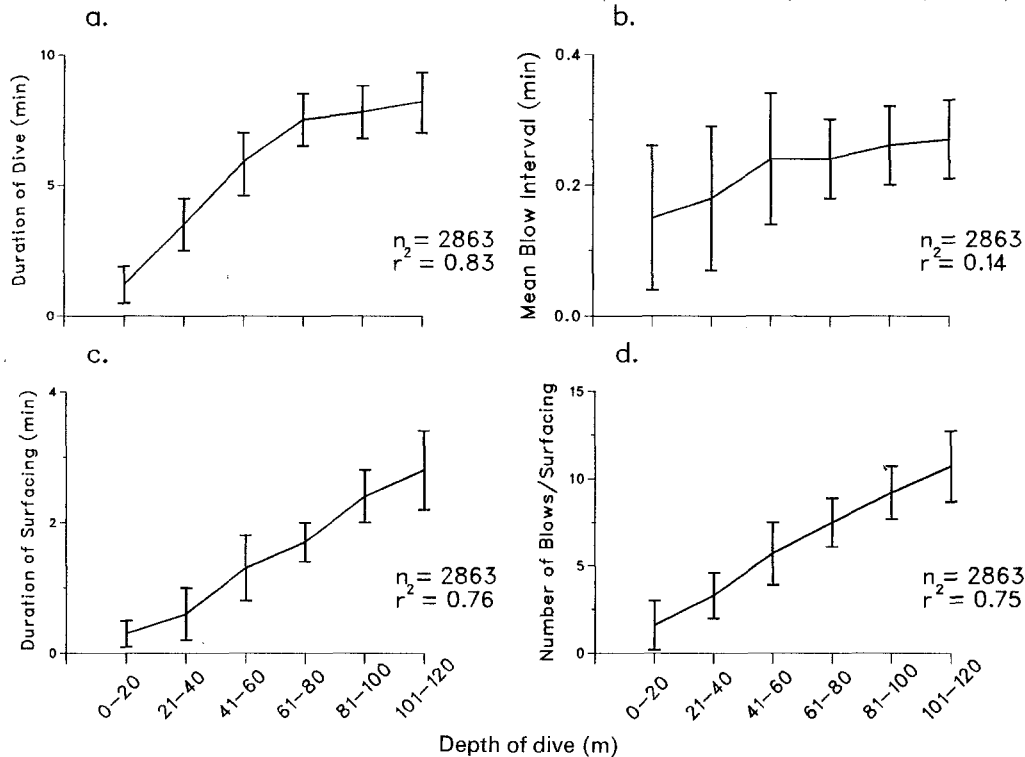 a.
Duration of Dive (min)
10
5
0
n = 2863
r² = 0.83
b.
Mean Blow Interval (min)
0.4
0.2
0.0
n = 2863
r² = 0.14
c.
Duration of Surfacing (min)
4
2
0
n = 2863
r² = 0.76
0–20
21–40
41–60
61–80
81–100
101–120
d.
Number of Blows/Surfacing
15
10
5
0
n = 2863
r² = 0.75
0–20
21–40
41–60
61–80
81–100
101–120
Depth of dive (m)